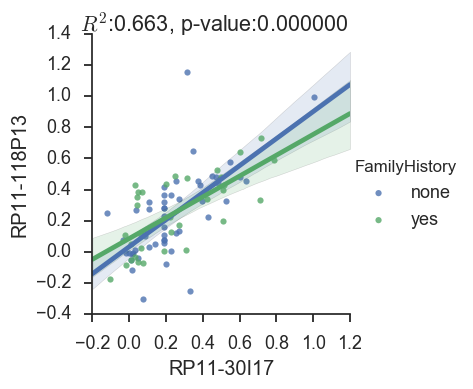 R²:0.663, p-value:0.000000
1.4
1.2
1.0
0.8
0.6
0.4
0.2
0.0
−0.2
−0.4
RP11-118P13
−0.2 0.0 0.2 0.4 0.6 0.8 1.0 1.2
RP11-30I17
FamilyHistory
none
yes